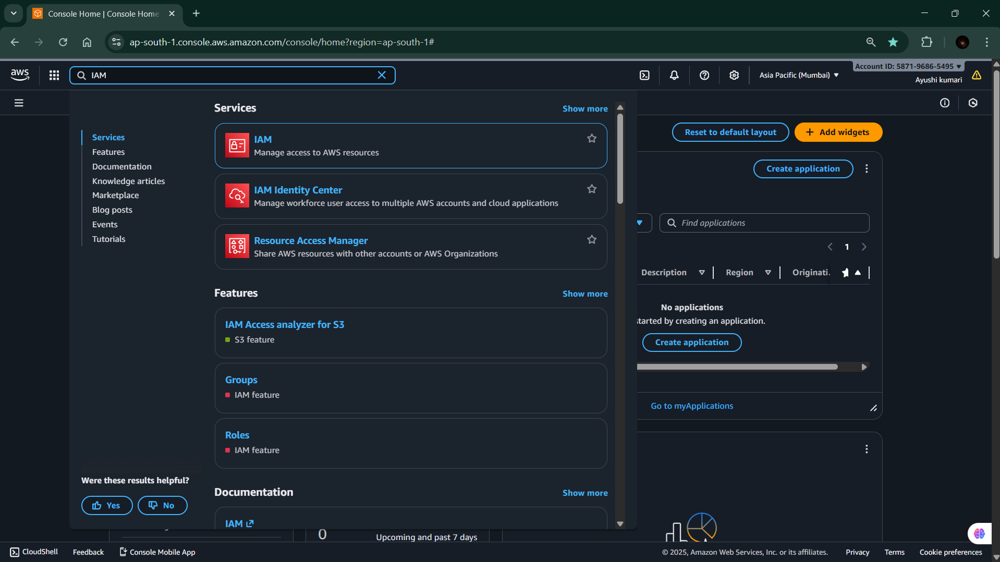 Console Home | Console Home
ap-south-1.console.aws.amazon.com/console/home?region=ap-south-1#
aws
IAM
Asia Pacific (Mumbai)
Account ID: 5871-9686-5495
Ayushi kumari
Services
Features
Documentation
Knowledge articles
Marketplace
Blog posts
Events
Tutorials
Were these results helpful?
Yes
No
Services
Show more
IAM
Manage access to AWS resources
IAM Identity Center
Manage workforce user access to multiple AWS accounts and cloud applications
Resource Access Manager
Share AWS resources with other accounts or AWS Organizations
Features
Show more
IAM Access analyzer for S3
S3 feature
Groups
IAM feature
Roles
IAM feature
Documentation
Show more
IAM
Reset to default layout
Add widgets
Create application
Find applications
1
Description
Region
Originati.
No applications
started by creating an application.
Create application
Go to myApplications
0
Upcoming and past 7 days
CloudShell
Feedback
Console Mobile App
© 2025, Amazon Web Services, Inc. or its affiliates.
Privacy
Terms
Cookie preferences